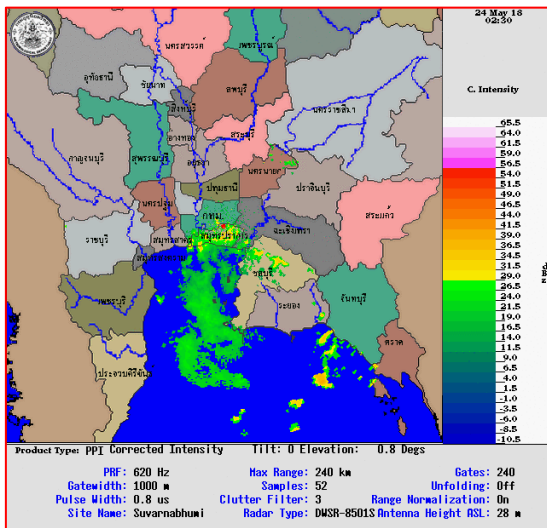 24 May 18
02:30
C. Intensity
นครสวรรค์
เพชรบูรณ์
อุทัยธานี
ชัยนาท
ลพบุรี
สิงห์บุรี
นครราชสีมา
อ่างทอง
สระบุรี
กาญจนบุรี
สุพรรณบุรี
อยุธยา
นครนายก
ปทุมธานี
ปราจีนบุรี
นครปฐม
กทม.
สระแก้ว
ฉะเชิงเทรา
ราชบุรี
สมุทรสาคร
สมุทรปราการ
สมุทรสงคราม
ชลบุรี
เพชรบุรี
ระยอง
จันทบุรี
ตราด
ประจวบคีรีขันธ์
65.5
64.0
61.5
59.0
56.5
54.0
51.5
49.0
46.5
44.0
41.5
39.0
36.5
34.0
31.5
29.0
26.5
24.0
21.5
19.0
16.5
14.0
11.5
9.0
6.5
4.0
1.5
-1.0
-3.5
-6.0
-8.5
-10.5
Product Type: PPI Corrected Intensity Tilt: 0 Elevation: 0.8 Degs
PRF: 620 Hz Max Range: 240 km Gates: 240
Gatewidth: 1000 m Samples: 52 Unfolding: Off
Pulse Width: 0.8 us Clutter Filter: 3 Range Normalization: On
Site Name: Suvarnabhumi Radar Type: DWSR-8501S Antenna Height ASL: 28 m